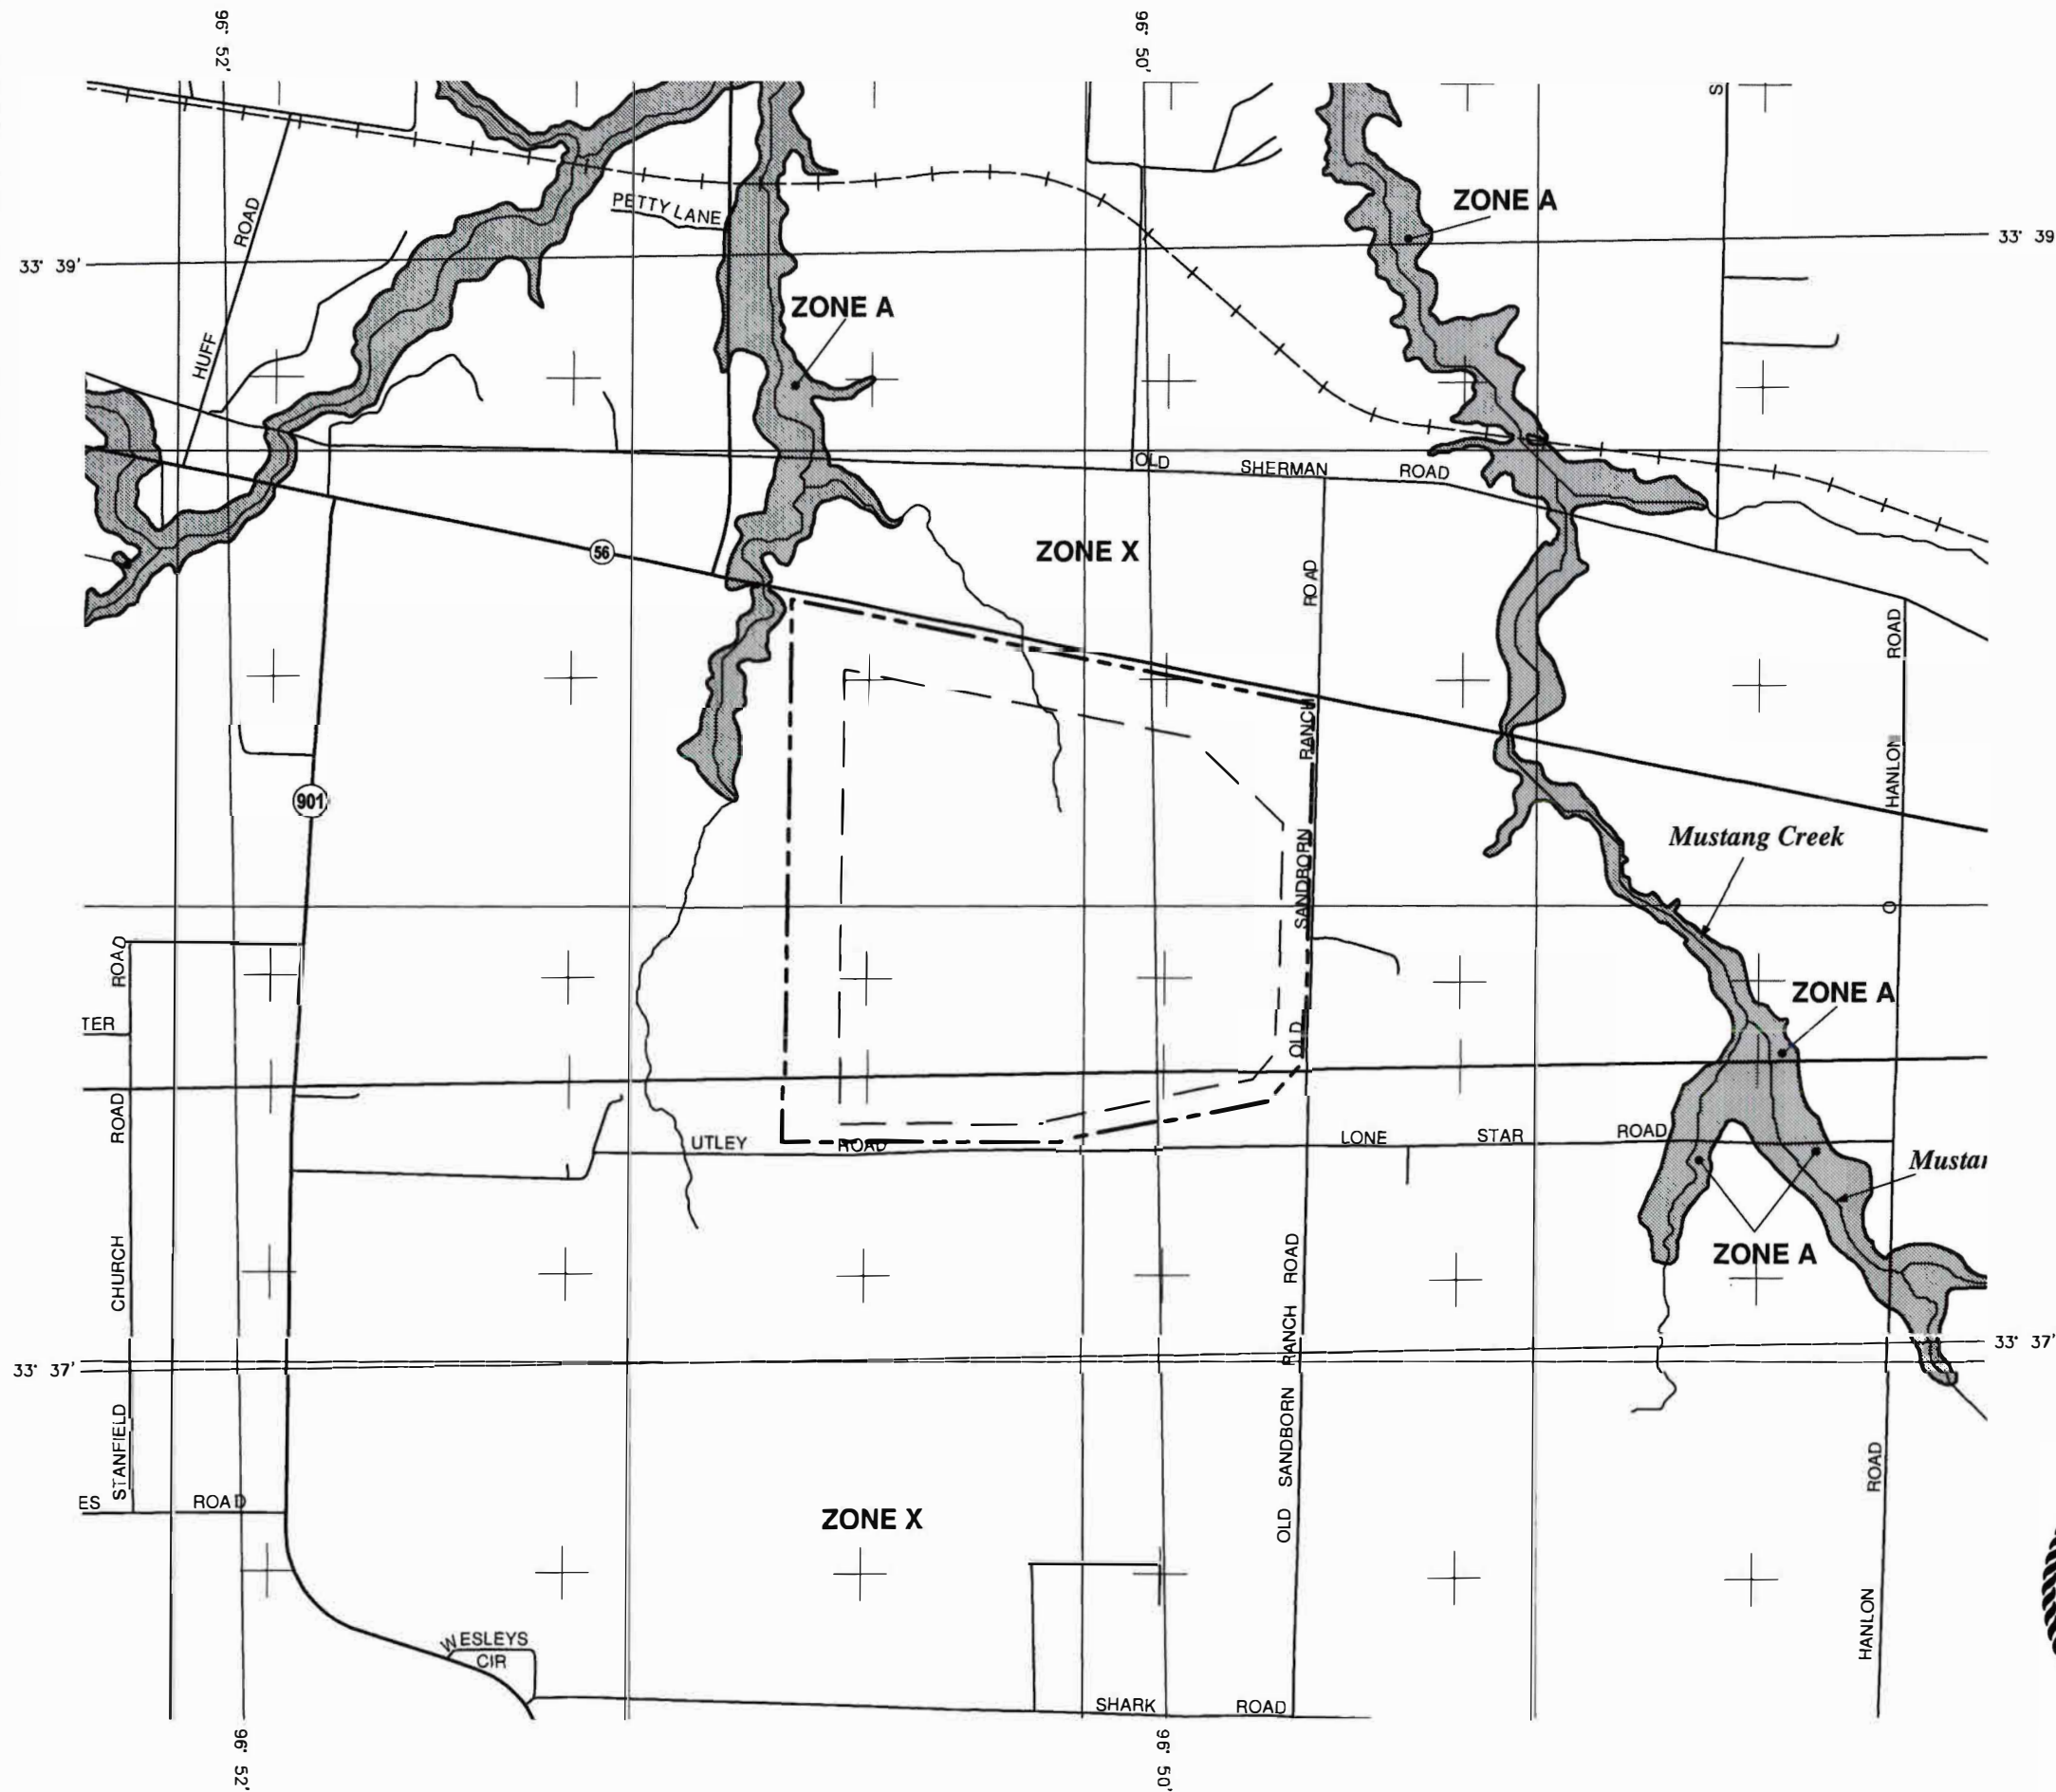 96° 52'
96° 50'
S
ROAD
ZONE A
PETTY LANE
33° 39'
33° 39
ZONE A
HUFF
OLD SHERMAN ROAD
56
ZONE X
ROAD
ROAD
RANCH
HANLON
901
Mustang Creek
SANDBORN
O
ROAD
ZONE A
TER
OLD
ROAD
UTLEY ROAD
LONE STAR ROAD
Mustan
CHURCH
ROAD
ZONE A
RANCH
33° 37'
33° 37'
STANFIELD
SANDBORN
ROAD
ES ROAD
OLD
ZONE X
HANLON
WESLEYS
CIR
SHARK ROAD
96° 52'
96° 50'